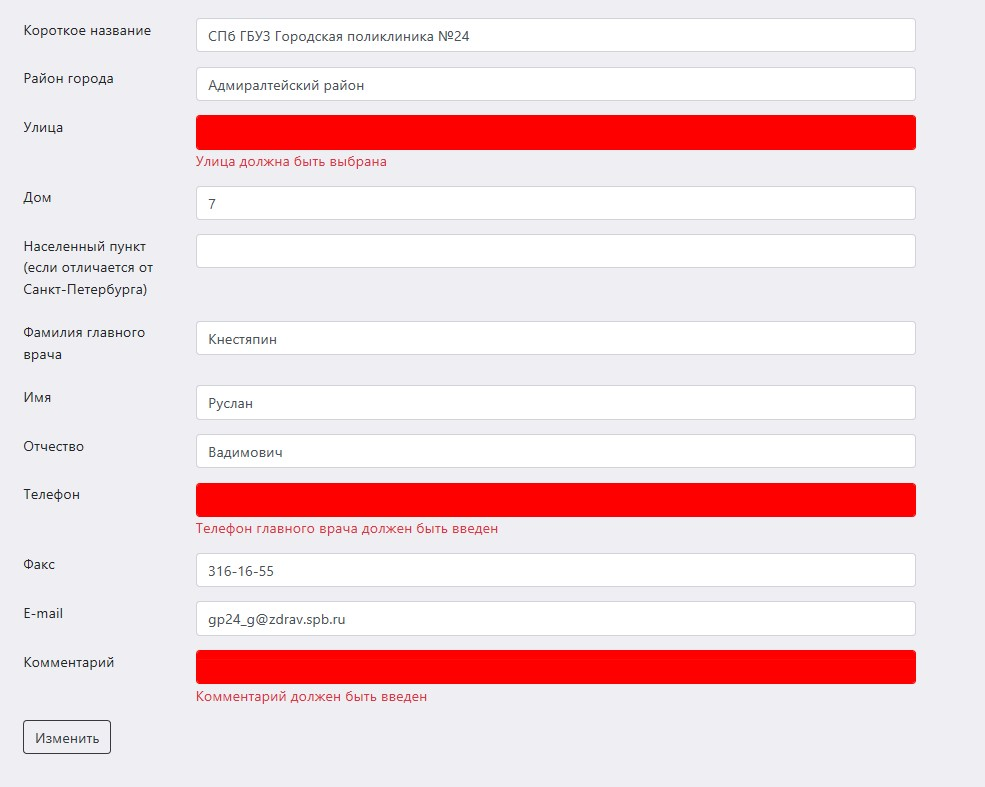 Короткое название
СПб ГБУЗ Городская поликлиника №24
Район города
Адмиралтейский район
Улица
Улица должна быть выбрана
Дом
7
Населенный пункт
(если отличается от
Санкт-Петербурга)
Фамилия главного
врача
Кнестяпин
Имя
Руслан
Отчество
Вадимович
Телефон
Телефон главного врача должен быть введен
Факс
316-16-55
E-mail
gp24_g@zdrav.spb.ru
Комментарий
Комментарий должен быть введен
Изменить